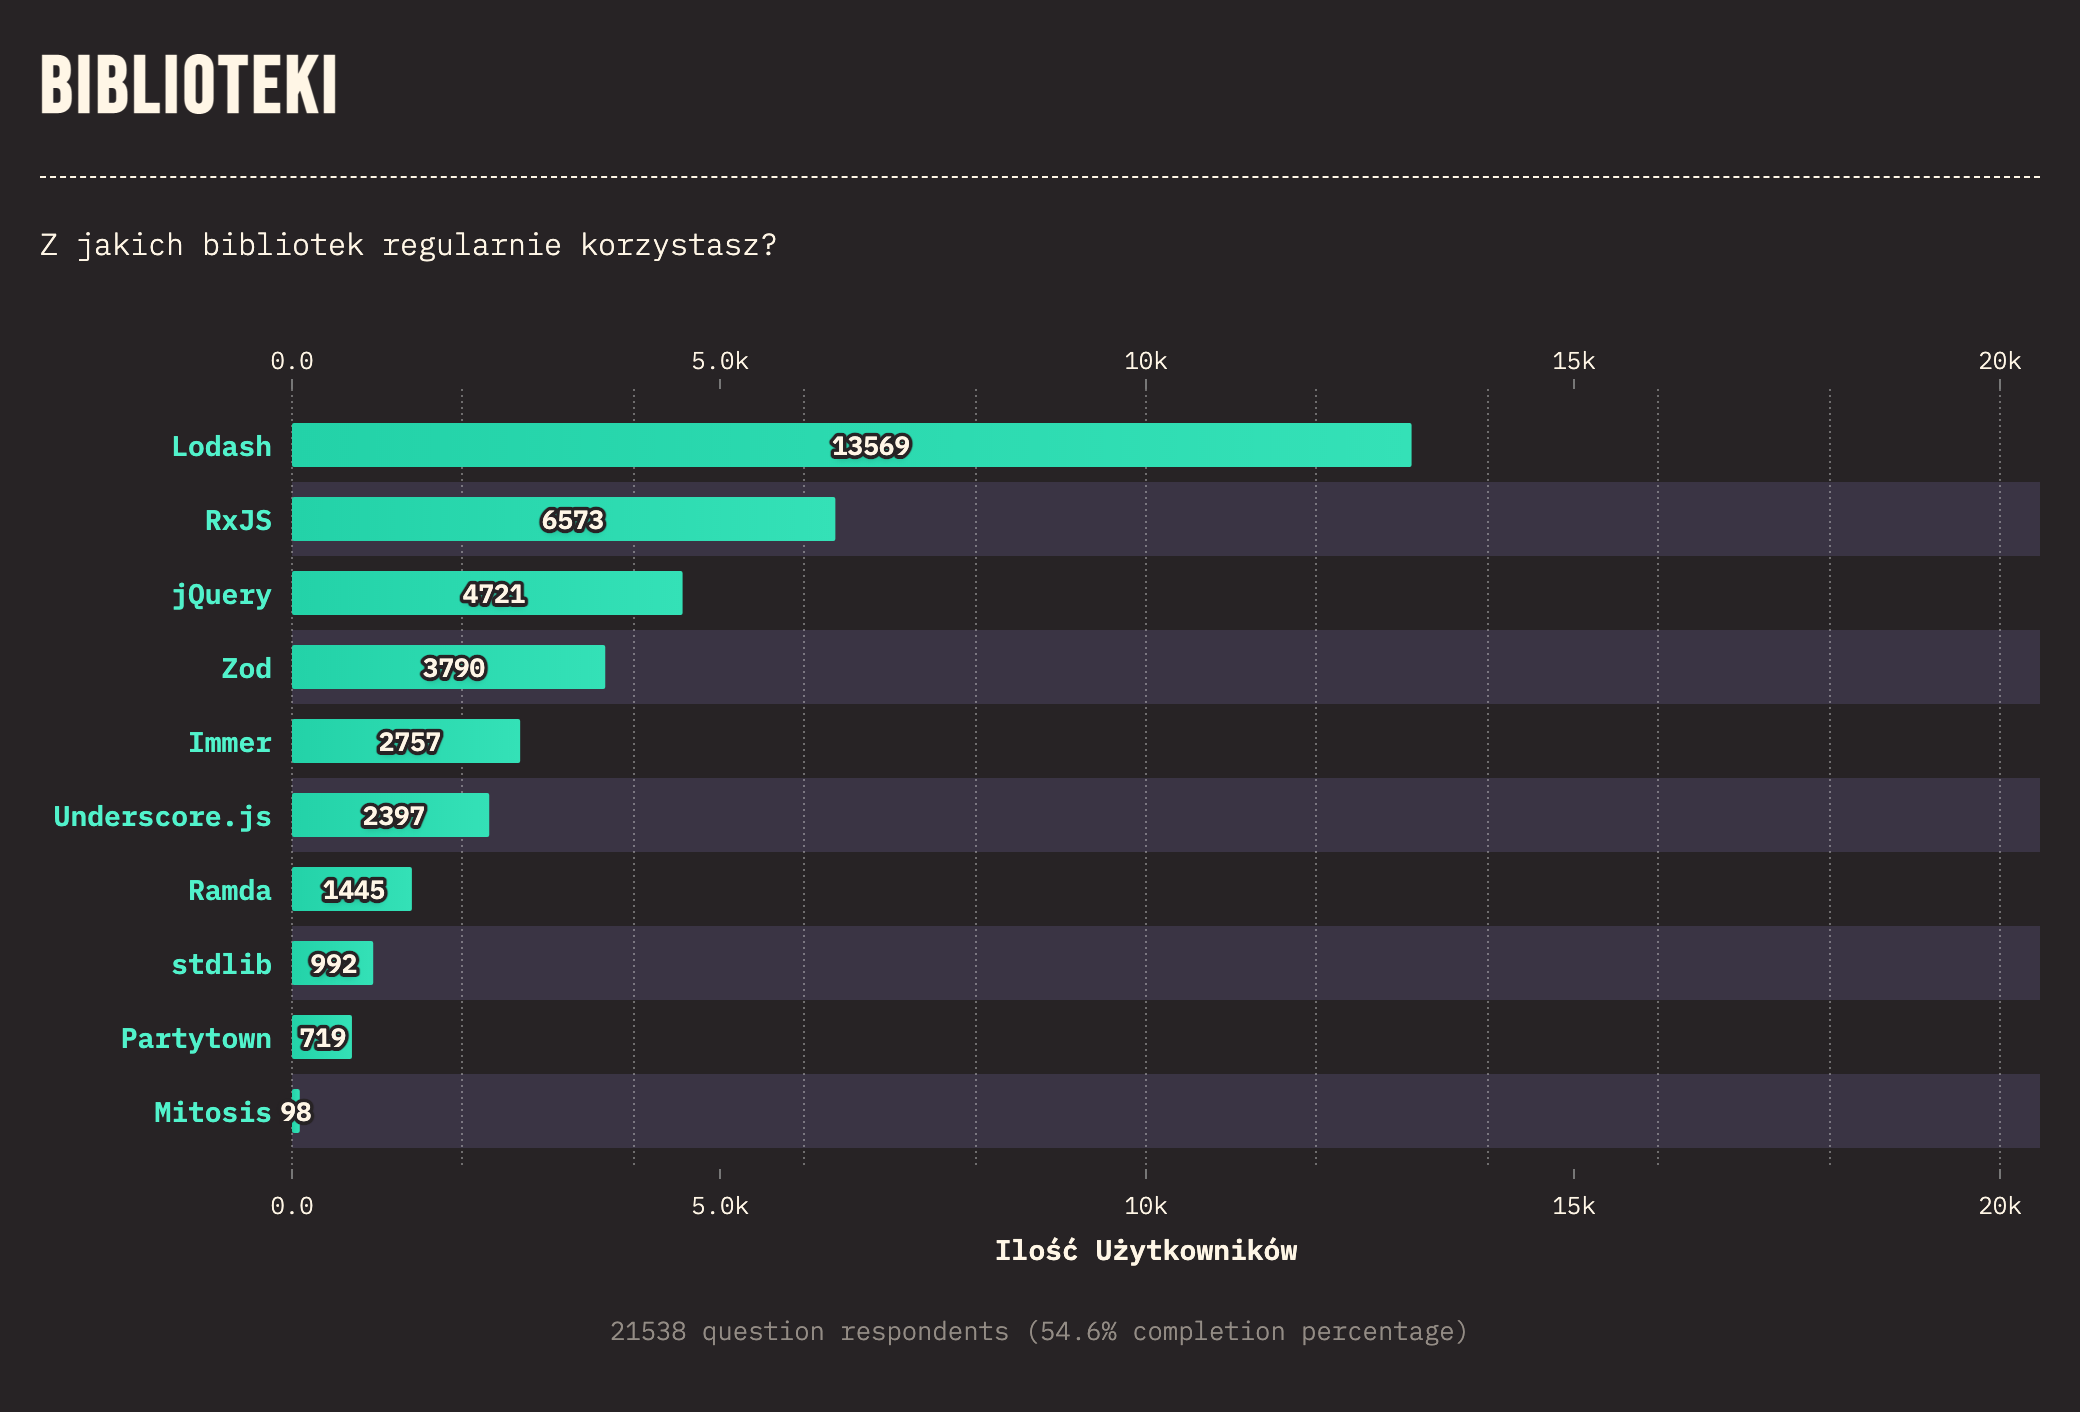 BIBLIOTEKI
Z jakich bibliotek regularnie korzystasz?
0.0 5.0k 10k 15k 20k
Lodash 13569
RxJS 6573
jQuery 4721
Zod 3790
Immer 2757
Underscore.js 2397
Ramda 1445
stdlib 992
Partytown 719
Mitosis 98
0.0 5.0k 10k 15k 20k
Ilość Użytkowników
21538 question respondents (54.6% completion percentage)